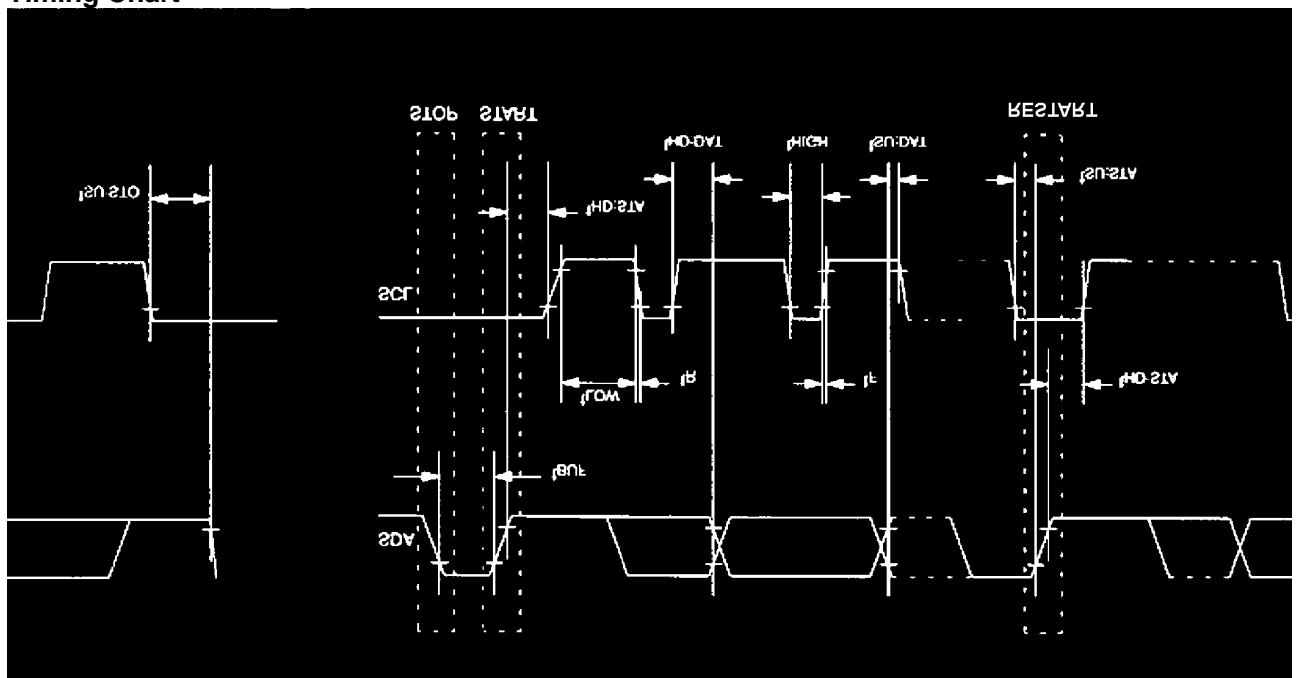 Timing Chart
STOP START RESTART
tHD:DAT tHIGH tSU:DAT
tSU:STO tHD:STA tSU:STA
SCL
tLOW tR tF tHD:STA
tBUF
SDA